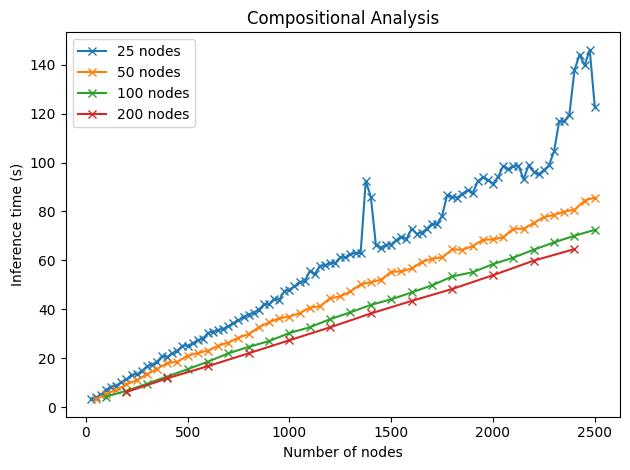 Compositional Analysis
25 nodes
50 nodes
100 nodes
200 nodes
Inference time (s)
140
120
100
80
60
40
20
0
0 500 1000 1500 2000 2500
Number of nodes